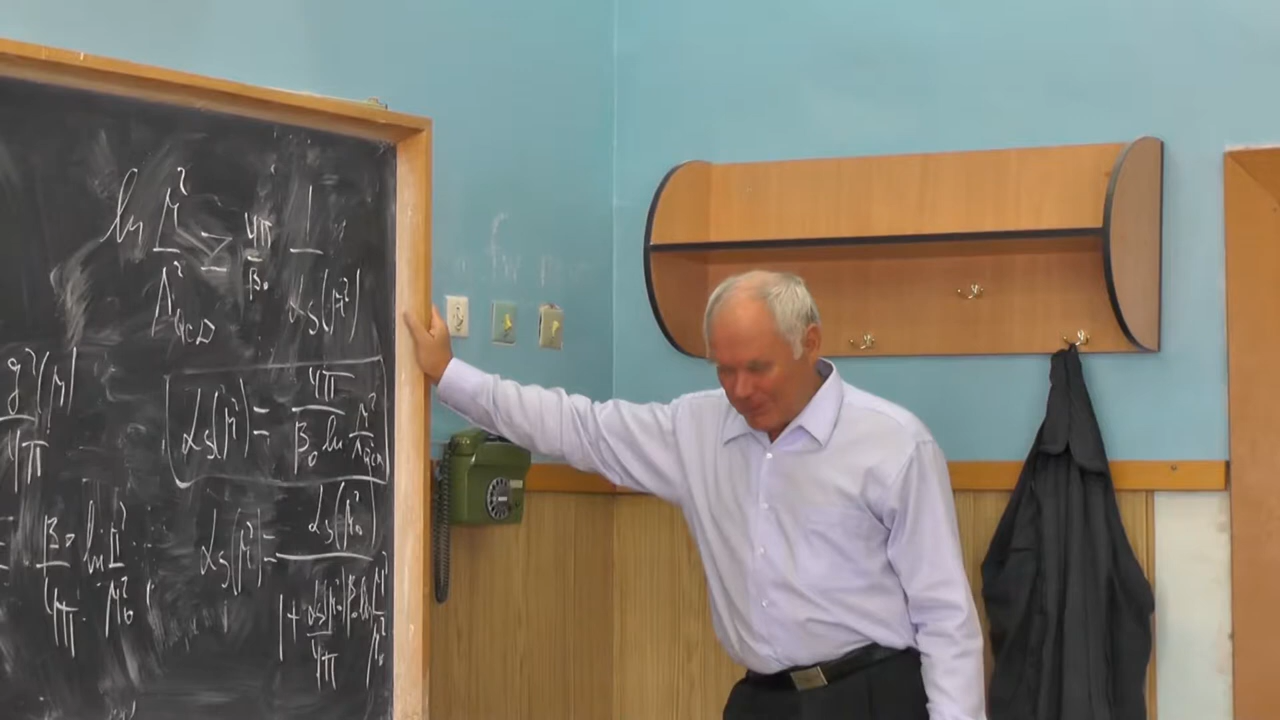 ln μ²/Λ²QCD = 4π/β₀ 1/αs(μ²)
g²(μ)/4π
αs(μ²) = 4π/β₀ ln μ²/Λ²QCD
= β₀/4π ln μ²/μ₀²
αs(μ²) = αs(μ₀²)/1 + αs(μ₀²)/4π β₀ ln μ²/μ₀²